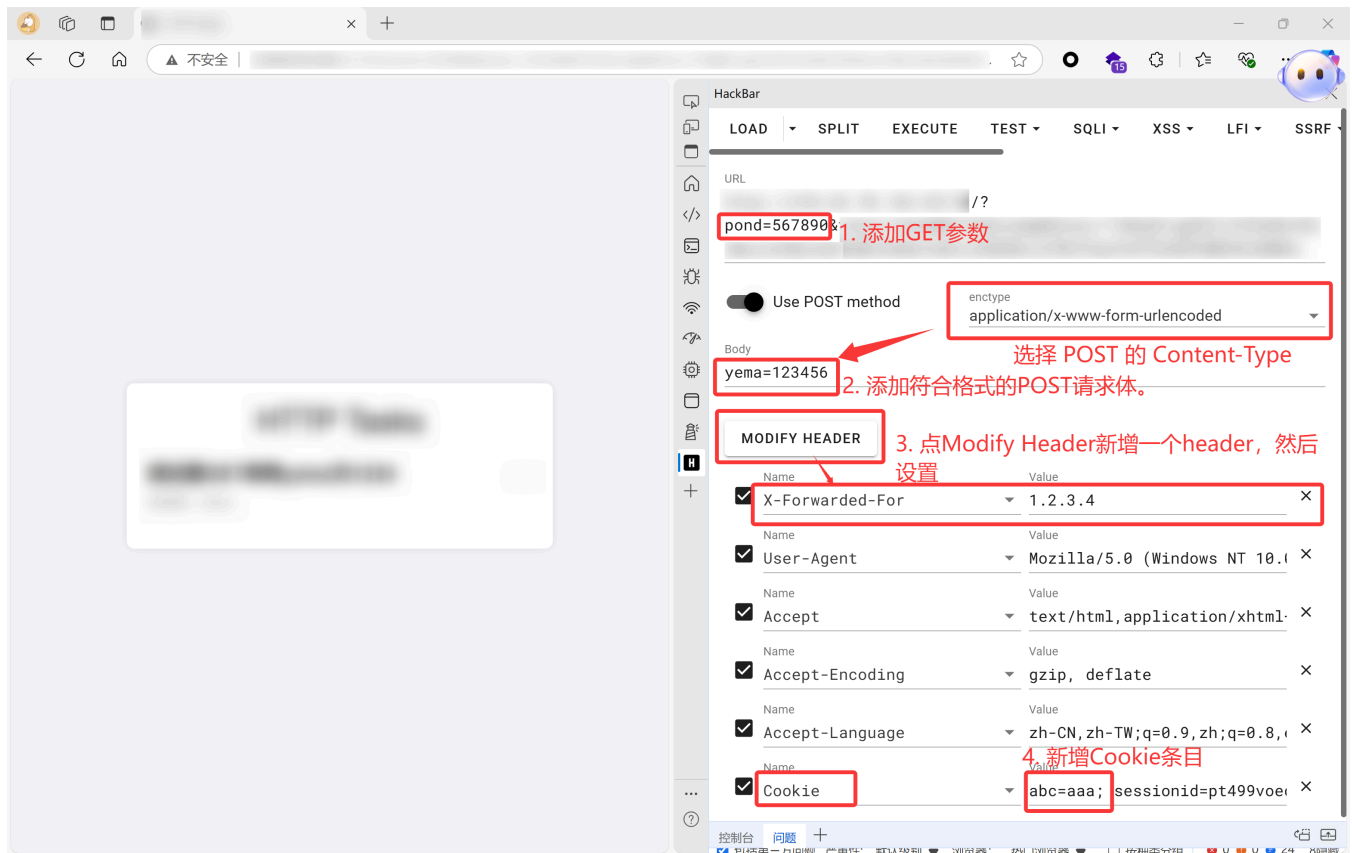 不安全
15
HackBar
LOAD SPLIT EXECUTE TEST SQLI XSS LFI SSRF
URL
/?
pond=567890&
1. 添加GET参数
Use POST method
enctype
application/x-www-form-urlencoded
选择 POST 的 Content-Type
Body
yema=123456
2. 添加符合格式的POST请求体。
MODIFY HEADER
3. 点Modify Header新增一个header，然后
设置
Name Value
X-Forwarded-For 1.2.3.4
Name Value
User-Agent Mozilla/5.0 (Windows NT 10.
Name Value
Accept text/html,application/xhtml
Name Value
Accept-Encoding gzip, deflate
Name Value
Accept-Language zh-CN,zh-TW;q=0.9,zh;q=0.8,
4. 新增Cookie条目
Name Value
Cookie abc=aaa; sessionid=pt499voe
控制台 问题